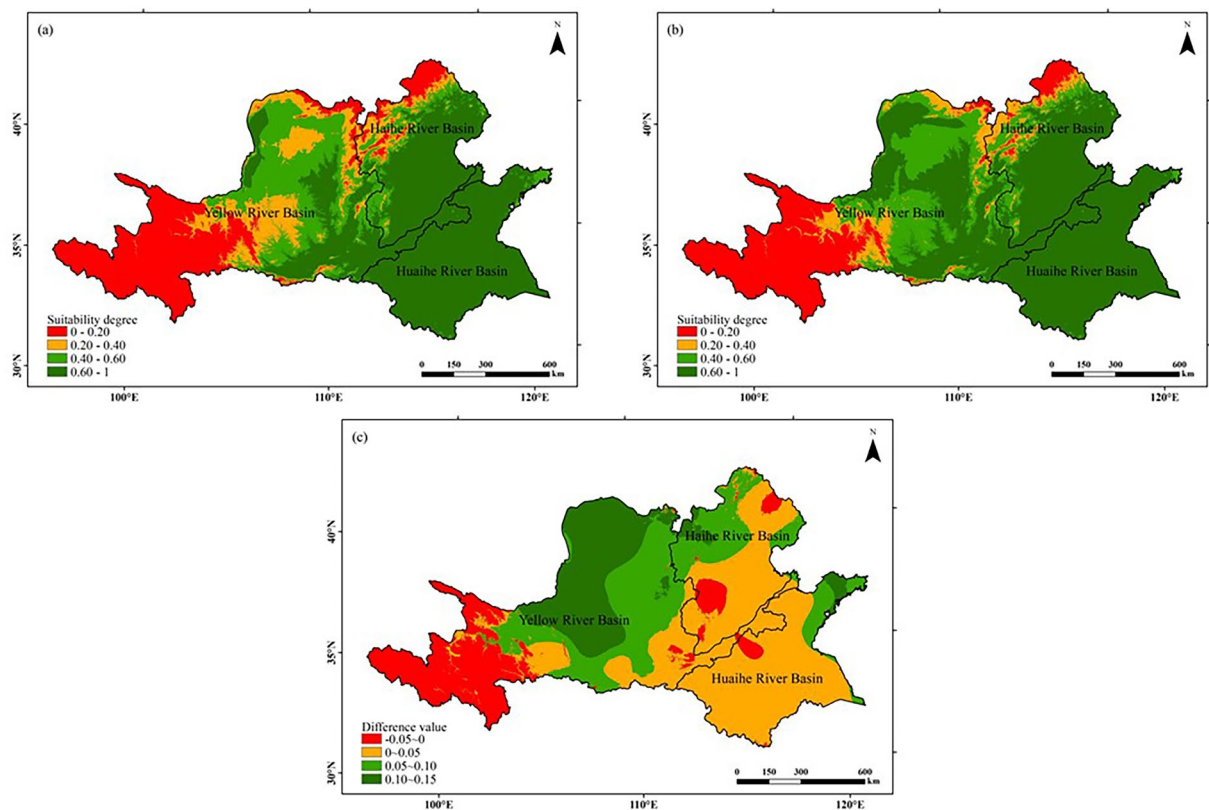 (a)
N
40°N
35°N
30°N
Haihe River Basin
Yellow River Basin
Huaihe River Basin
Suitability degree
0 - 0.20
0.20 - 0.40
0.40 - 0.60
0.60 - 1
0 150 300 600
km
100°E 110°E 120°E
(b)
N
40°N
35°N
30°N
Haihe River Basin
Yellow River Basin
Huaihe River Basin
Suitability degree
0 - 0.20
0.20 - 0.40
0.40 - 0.60
0.60 - 1
0 150 300 600
km
100°E 110°E 120°E
(c)
N
40°N
35°N
30°N
Haihe River Basin
Yellow River Basin
Huaihe River Basin
Difference value
-0.05~0
0~0.05
0.05~0.10
0.10~0.15
0 150 300 600
km
100°E 110°E 120°E